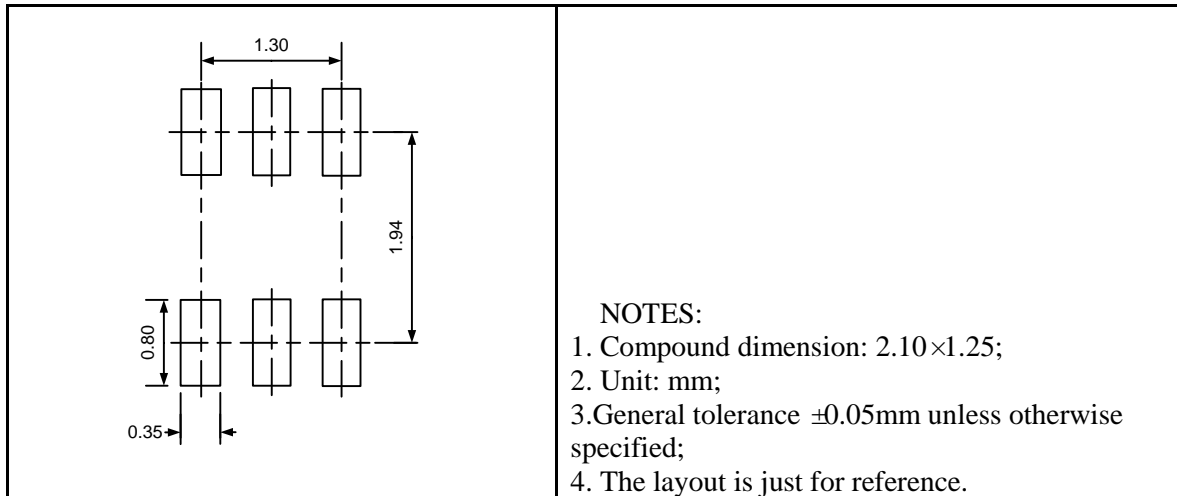 1.30
1.94
0.80
0.35
NOTES:
1. Compound dimension: 2.10×1.25;
2. Unit: mm;
3.General tolerance ±0.05mm unless otherwise
specified;
4. The layout is just for reference.